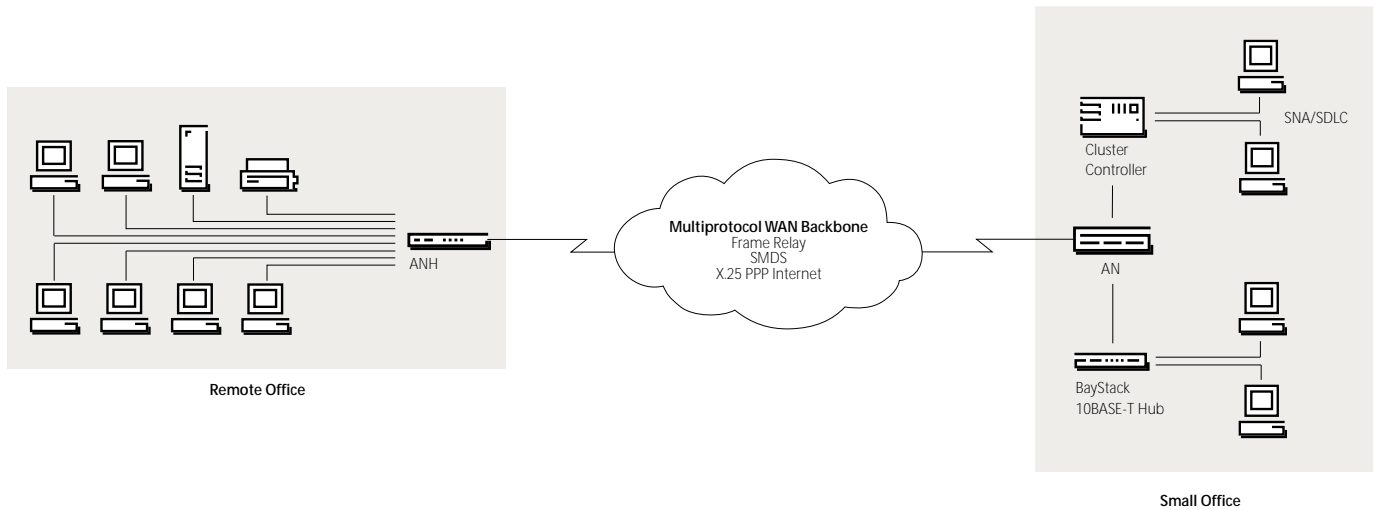 ANH
Remote Office
Multiprotocol WAN Backbone
Frame Relay
SMDS
X.25 PPP Internet
Cluster
Controller
SNA/SDLC
AN
BayStack
10BASE-T Hub
Small Office